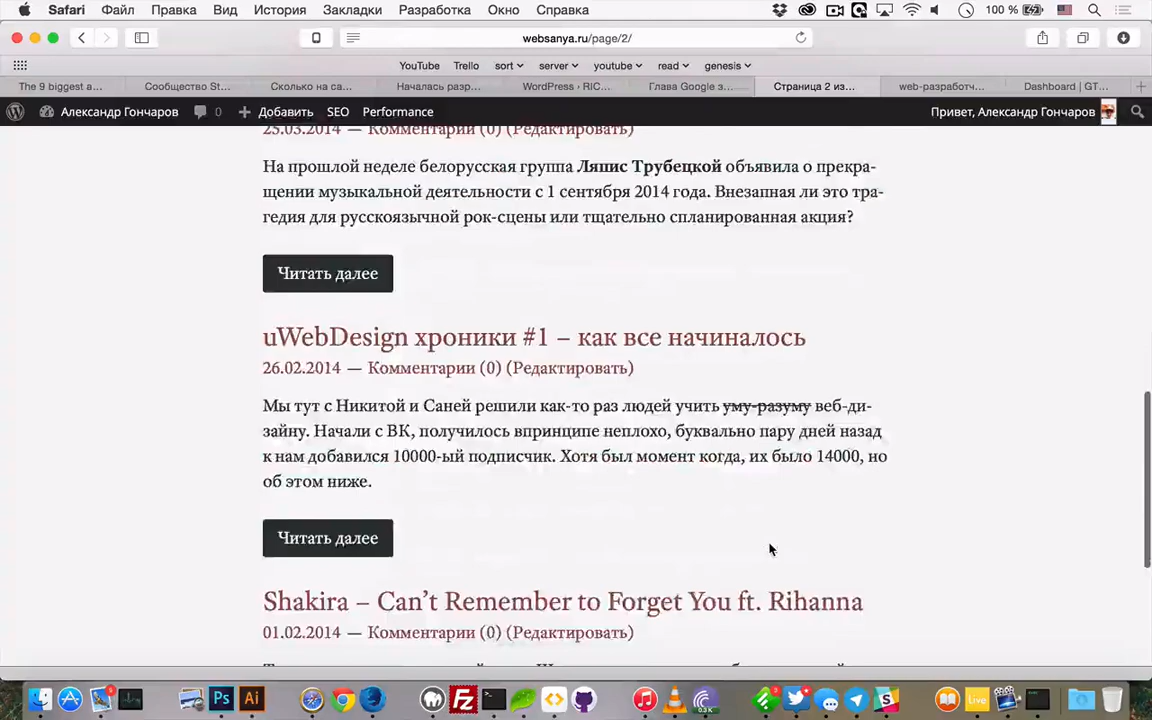 Safari Файл Правка Вид История Закладки Разработка Окно Справка 100 %
websanya.ru/page/2/
YouTube Trello sort server youtube read genesis
The 9 biggest a... Сообщество St... Сколько на са... Началась разр... WordPress › RIC... Глава Google з... Страница 2 из... web-разработч... Dashboard | GT...
Александр Гончаров 0 Добавить SEO Performance Привет, Александр Гончаров
25.03.2014 — Комментарии (0) (Редактировать)
На прошлой неделе белорусская группа Ляпис Трубецкой объявила о прекра-
щении музыкальной деятельности с 1 сентября 2014 года. Внезапная ли это тра-
гедия для русскоязычной рок-сцены или тщательно спланированная акция?
Читать далее
uWebDesign хроники #1 – как все начиналось
26.02.2014 — Комментарии (0) (Редактировать)
Мы тут с Никитой и Саней решили как-то раз людей учить уму-разуму веб-ди-
зайну. Начали с ВК, получилось впринципе неплохо, буквально пару дней назад
к нам добавился 10000-ый подписчик. Хотя был момент когда, их было 14000, но
об этом ниже.
Читать далее
Shakira – Can’t Remember to Forget You ft. Rihanna
01.02.2014 — Комментарии (0) (Редактировать)
Ps Ai Fz Live